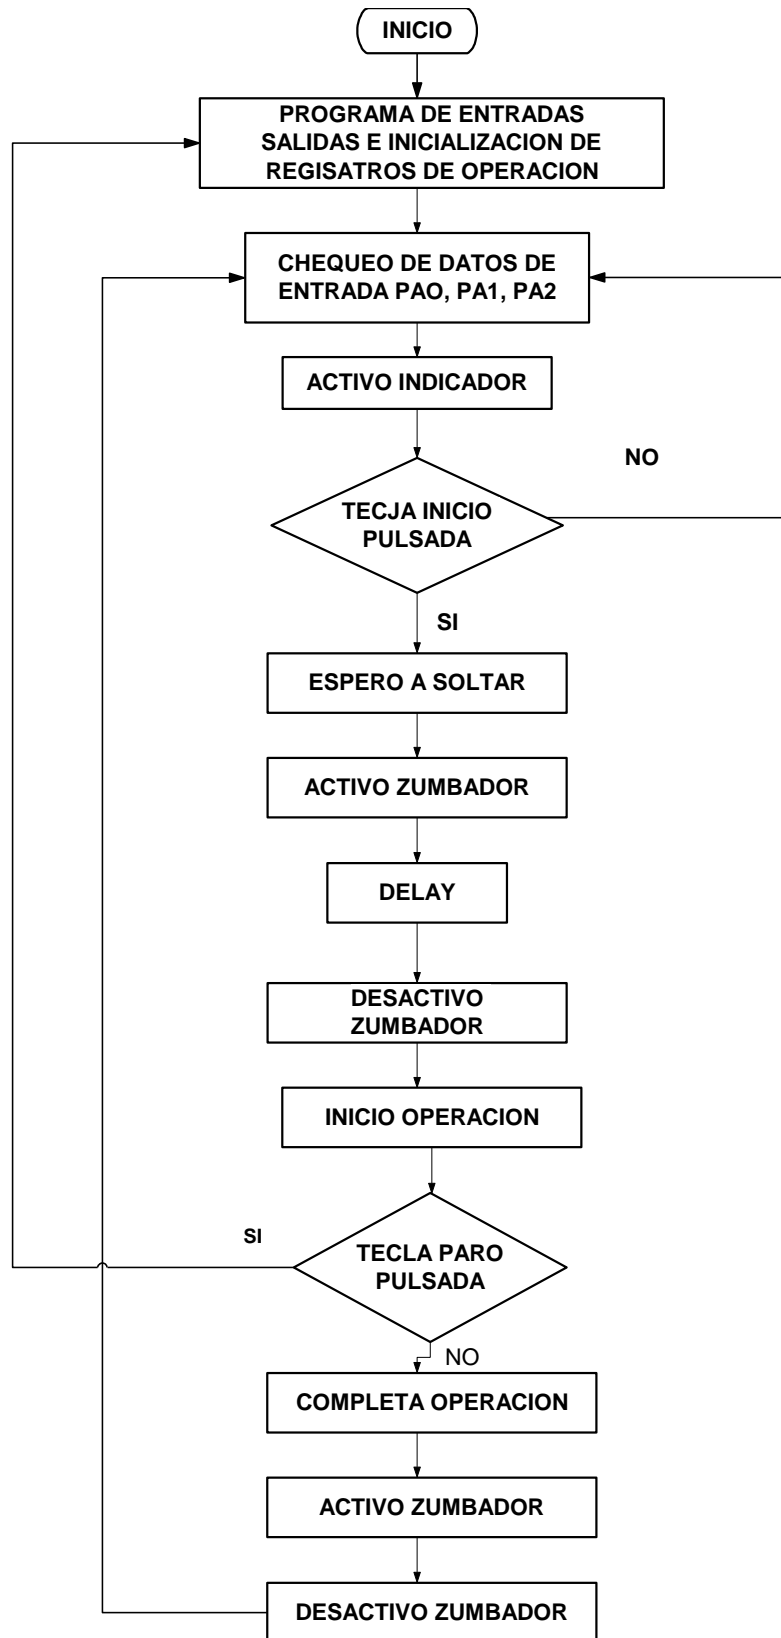 INICIO
PROGRAMA DE ENTRADAS
SALIDAS E INICIALIZACION DE
REGISATROS DE OPERACION
CHEQUEO DE DATOS DE
ENTRADA PAO, PA1, PA2
ACTIVO INDICADOR
NO
TECJA INICIO
PULSADA
SI
ESPERO A SOLTAR
ACTIVO ZUMBADOR
DELAY
DESACTIVO
ZUMBADOR
INICIO OPERACION
SI
TECLA PARO
PULSADA
NO
COMPLETA OPERACION
ACTIVO ZUMBADOR
DESACTIVO ZUMBADOR